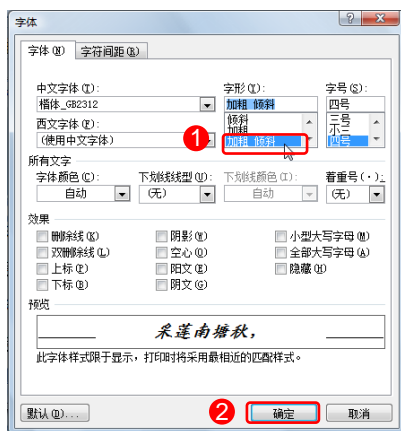 字体
字体(N) 字符间距(R)
中文字体(T): 字形(Y): 字号(S):
楷体_GB2312 加粗 倾斜 四号
西文字体(F): 倾斜 三号
加粗 小三
(使用中文字体) 1 加粗 倾斜 四号
所有文字
字体颜色(C): 下划线线型(U): 下划线颜色(I): 着重号(·):
自动 (无) 自动 (无)
效果
删除线(K) 阴影(W) 小型大写字母(M)
双删除线(L) 空心(O) 全部大写字母(A)
上标(P) 阳文(E) 隐藏(H)
下标(B) 阴文(G)
预览
采莲南塘秋，
此字体样式限于显示，打印时将采用最相近的匹配样式。
默认(D)... 2 确定 取消